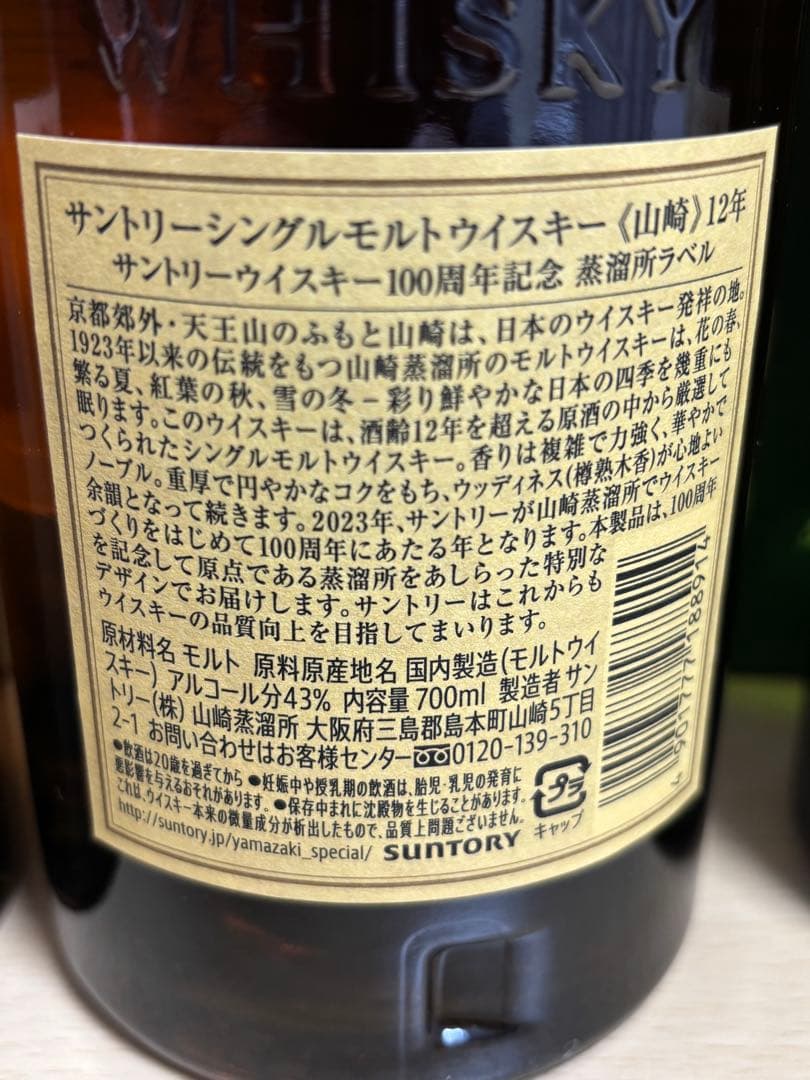 WHISKY
サントリーシングルモルトウイスキー《山崎》12年
サントリーウイスキー100周年記念 蒸溜所ラベル
京都郊外・天王山のふもと山崎は、日本のウイスキー発祥の地。
1923年以来の伝統をもつ山崎蒸溜所のモルトウイスキーは、花の春、
繁る夏、紅葉の秋、雪の冬－彩り鮮やかな日本の四季を幾重にも
眠ります。このウイスキーは、酒齢12年を超える原酒の中から厳選して
つくられたシングルモルトウイスキー。香りは複雑で力強く、華やかで
ノーブル。重厚で円やかなコクをもち、ウッディネス(樽熟木香)が心地よい
余韻となって続きます。2023年、サントリーが山崎蒸溜所でウイスキー
づくりをはじめて100周年にあたる年となります。本製品は、100周年
を記念して原点である蒸溜所をあしらった特別な
デザインでお届けします。サントリーはこれからも
ウイスキーの品質向上を目指してまいります。
原材料名 モルト 原料原産地名 国内製造(モルトウイ
スキー) アルコール分43% 内容量 700ml 製造者 サン
トリー(株) 山崎蒸溜所 大阪府三島郡島本町山崎5丁目
2-1 お問い合わせはお客様センター 0120-139-310
●飲酒は20歳を過ぎてから ●妊娠中や授乳期の飲酒は、胎児・乳児の発育に
悪影響を与えるおそれがあります。 ●保存中まれに沈殿物を生じることがあります。
これは、ウイスキー本来の微量成分が析出したもので、品質上問題ございません。
http://suntory.jp/yamazaki_special/ SUNTORY
プラ
キャップ
4 901777 188914